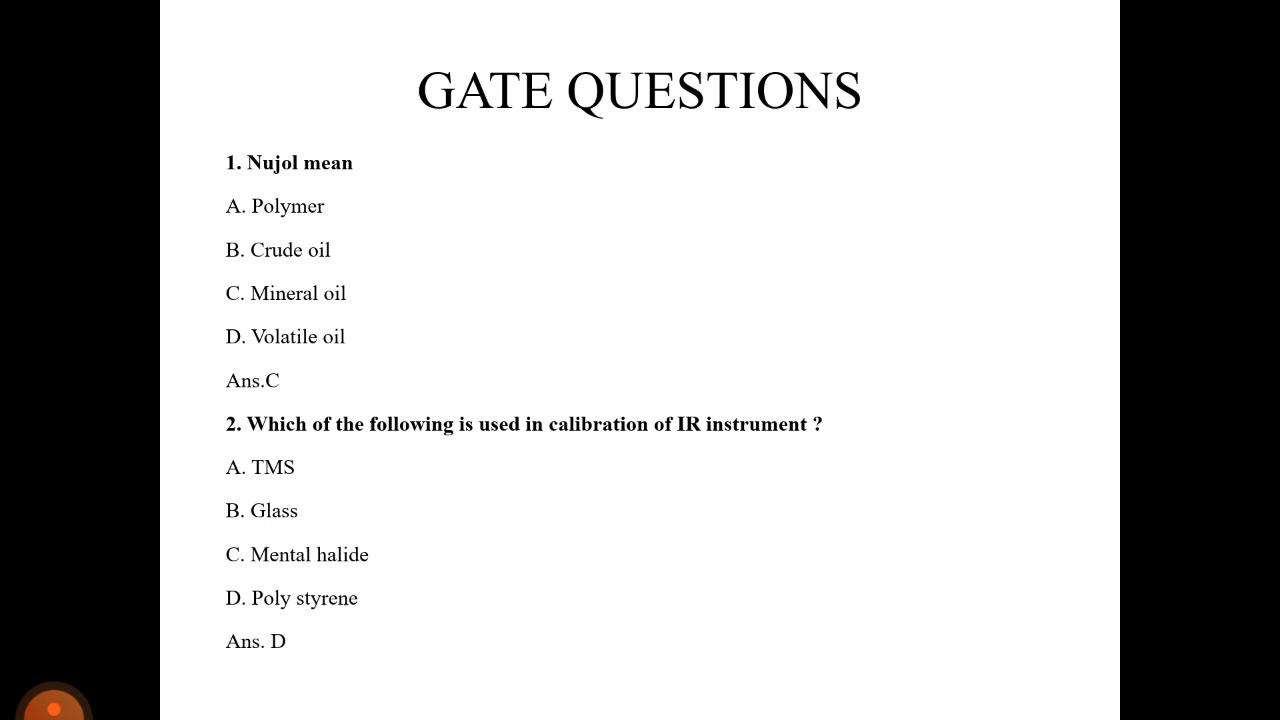 GATE QUESTIONS
1. Nujol mean
A. Polymer
B. Crude oil
C. Mineral oil
D. Volatile oil
Ans.C
2. Which of the following is used in calibration of IR instrument ?
A. TMS
B. Glass
C. Mental halide
D. Poly styrene
Ans. D